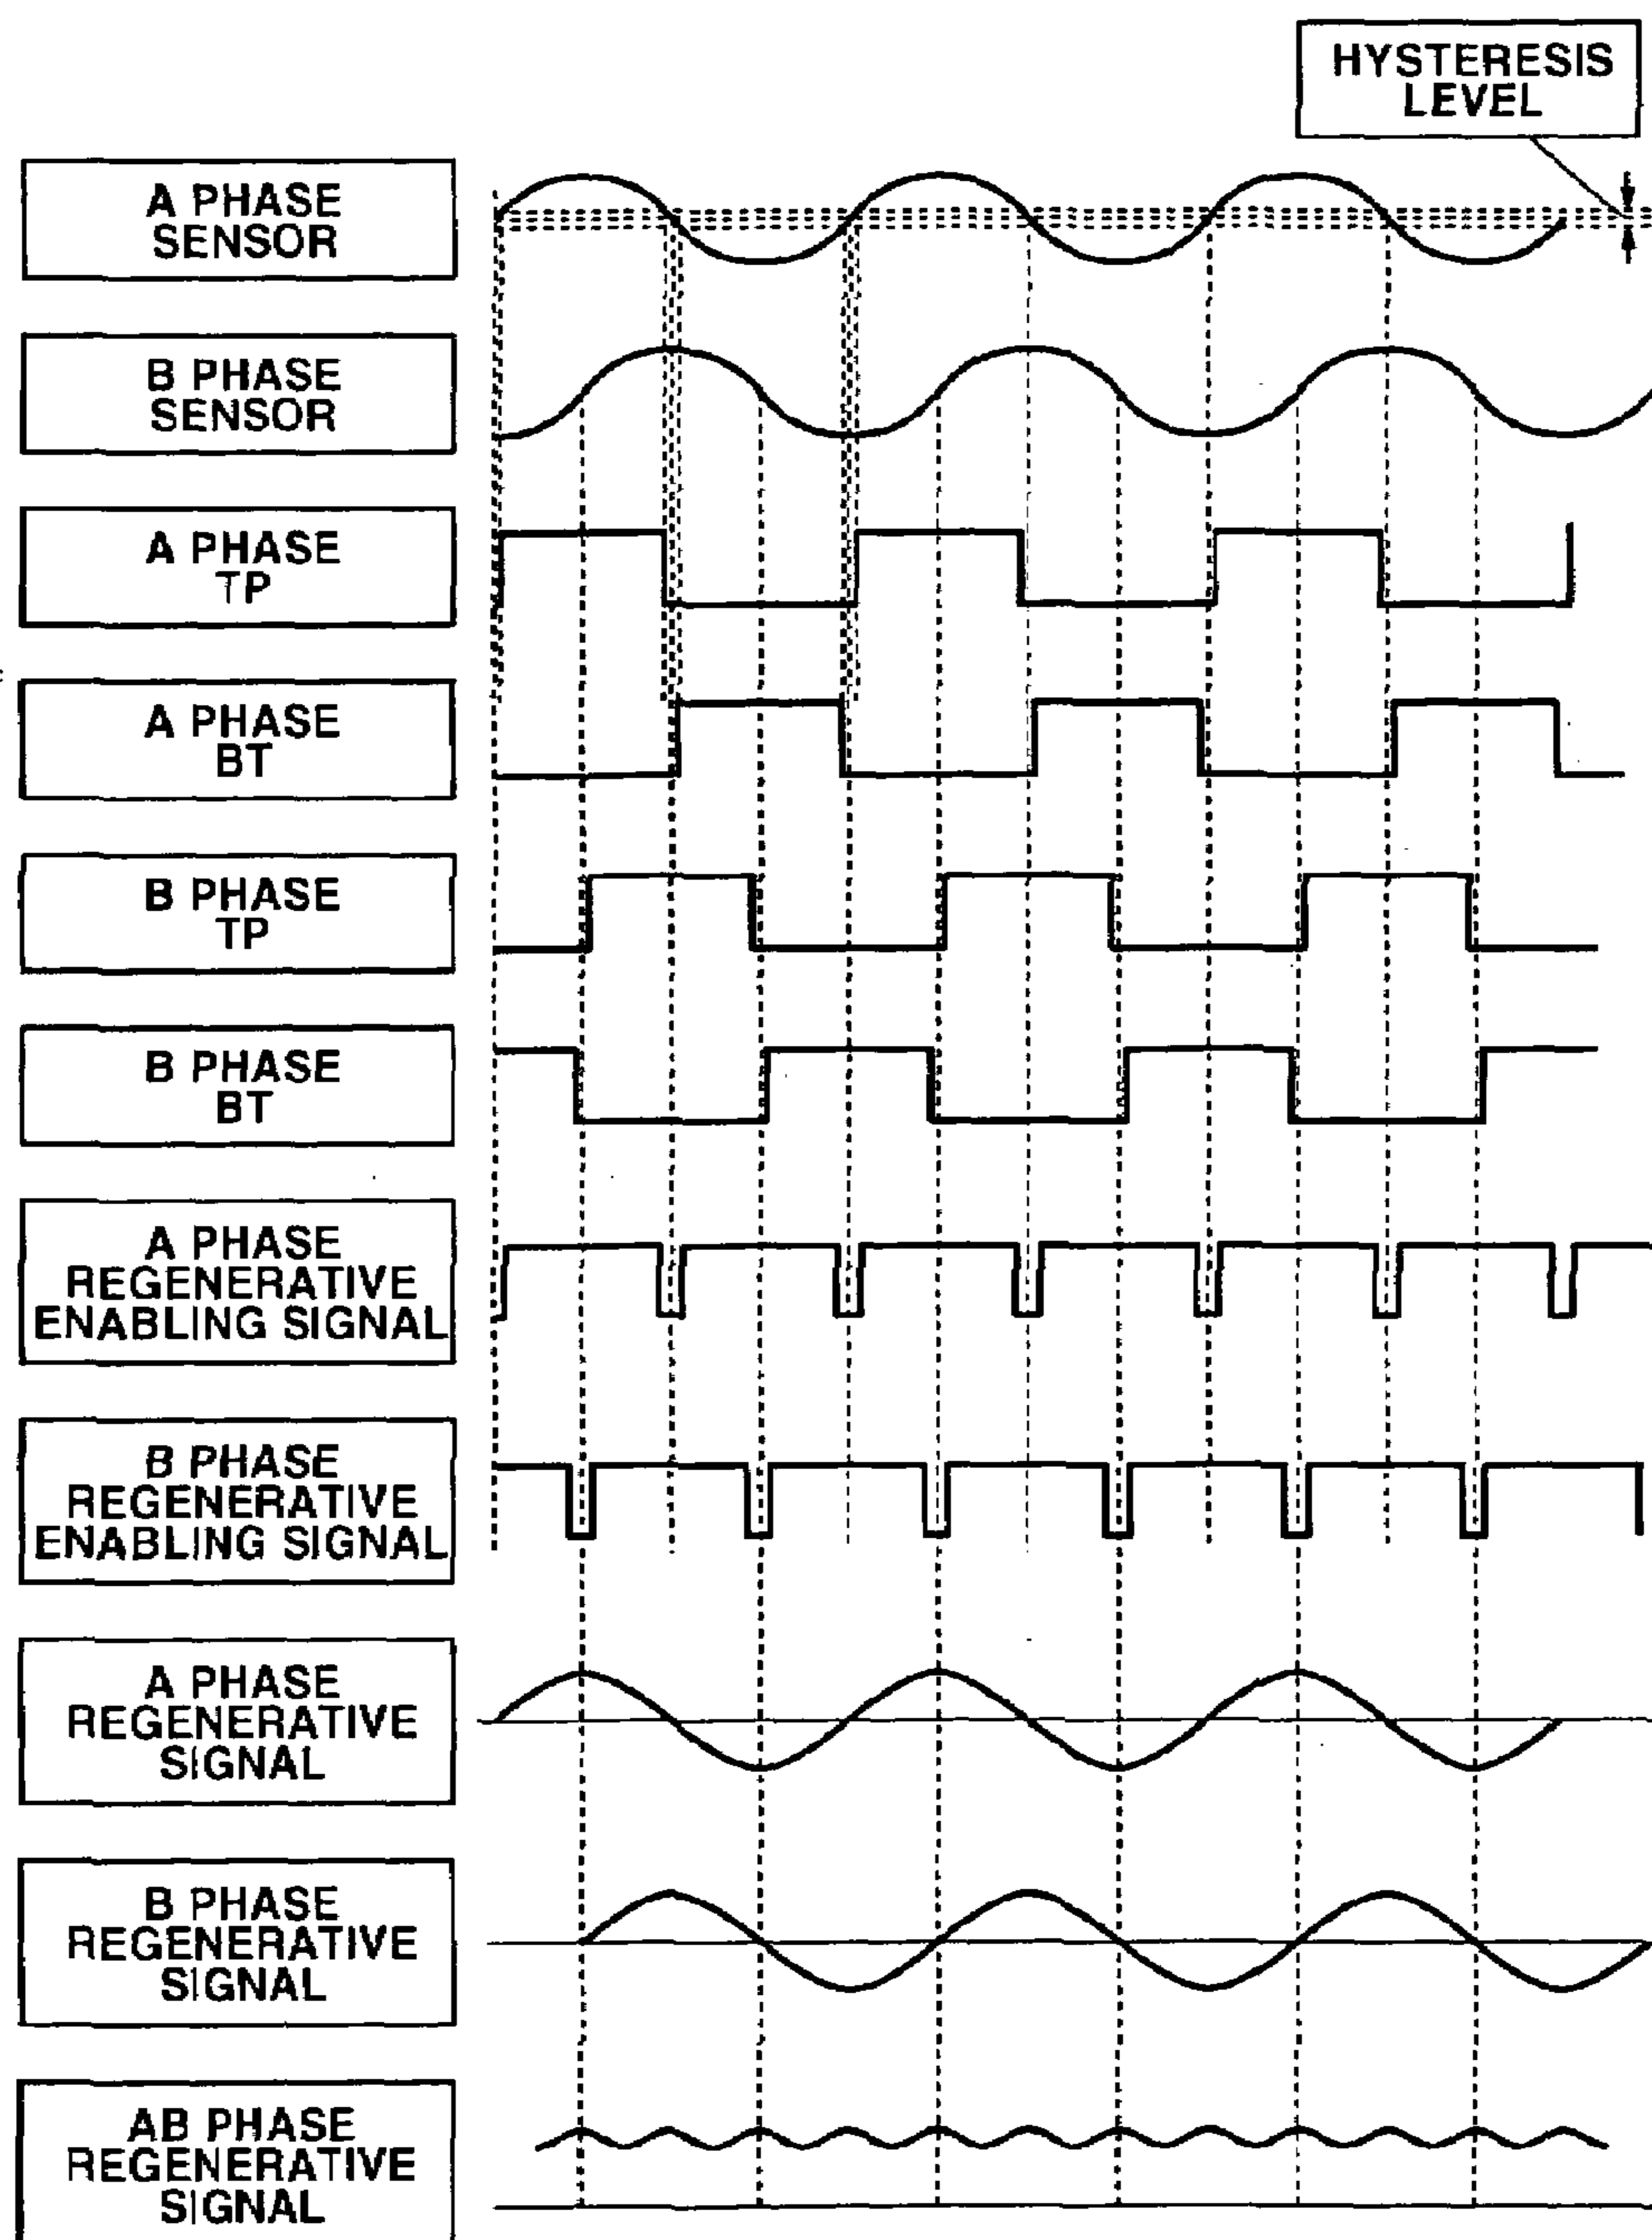 HYSTERESIS
LEVEL
A PHASE
SENSOR
B PHASE
SENSOR
A PHASE
TP
A PHASE
BT
B PHASE
TP
B PHASE
BT
A PHASE
REGENERATIVE
ENABLING SIGNAL
B PHASE
REGENERATIVE
ENABLING SIGNAL
A PHASE
REGENERATIVE
SIGNAL
B PHASE
REGENERATIVE
SIGNAL
AB PHASE
REGENERATIVE
SIGNAL